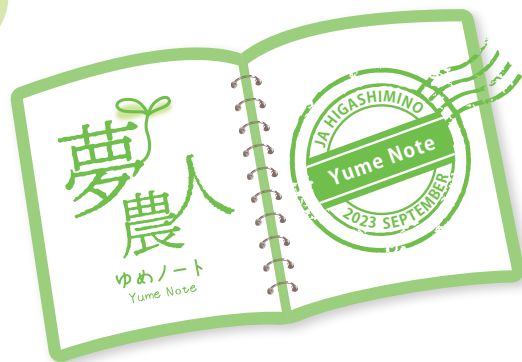 夢農人
ゆめノート
Yume Note
JA HIGASHIMINO
Yume Note
2023 SEPTEMBER